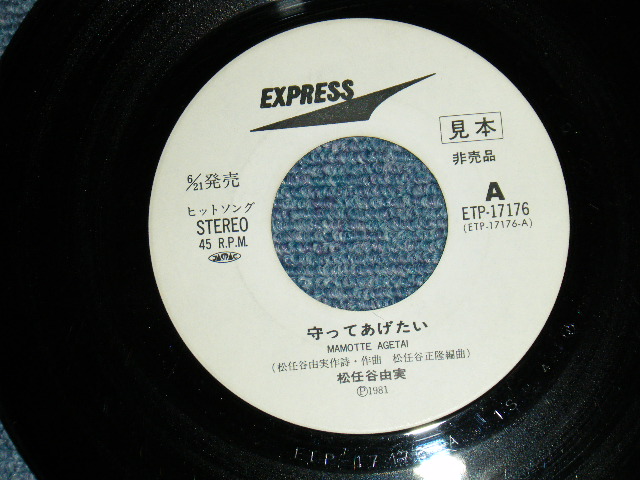 EXPRESS
見本
非売品
6/21発売
A
ヒットソング
ETP-17176
STEREO
(ETP-17176-A)
45 R.P.M.
守ってあげたい
MAMOTTE AGETAI
(松任谷由実作詩・作曲 松任谷正隆編曲)
松任谷由実
Ⓟ1981